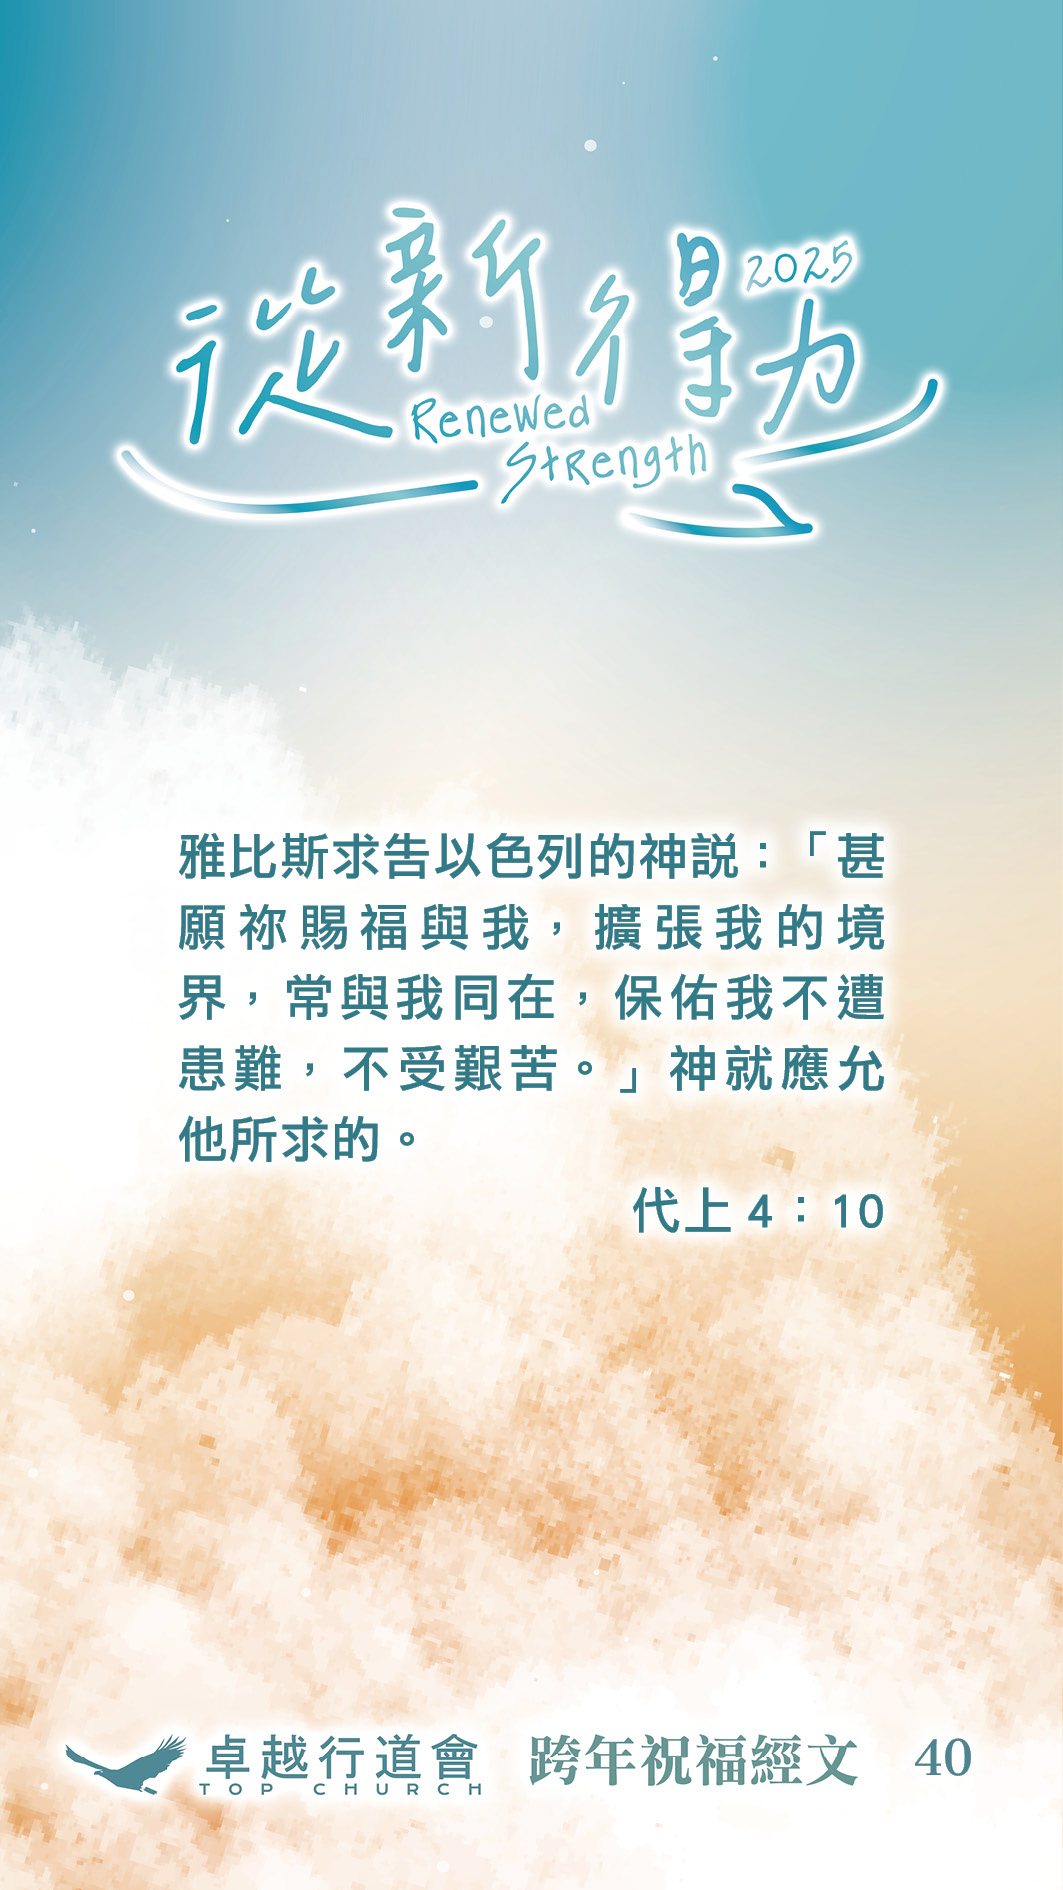 從新得力 2025
Renewed
Strength
雅比斯求告以色列的神説：「甚
願祢賜福與我，擴張我的境
界，常與我同在，保佑我不遭
患難，不受艱苦。」神就應允
他所求的。
代上 4：10
卓越行道會 跨年祝福經文 40
TOP CHURCH